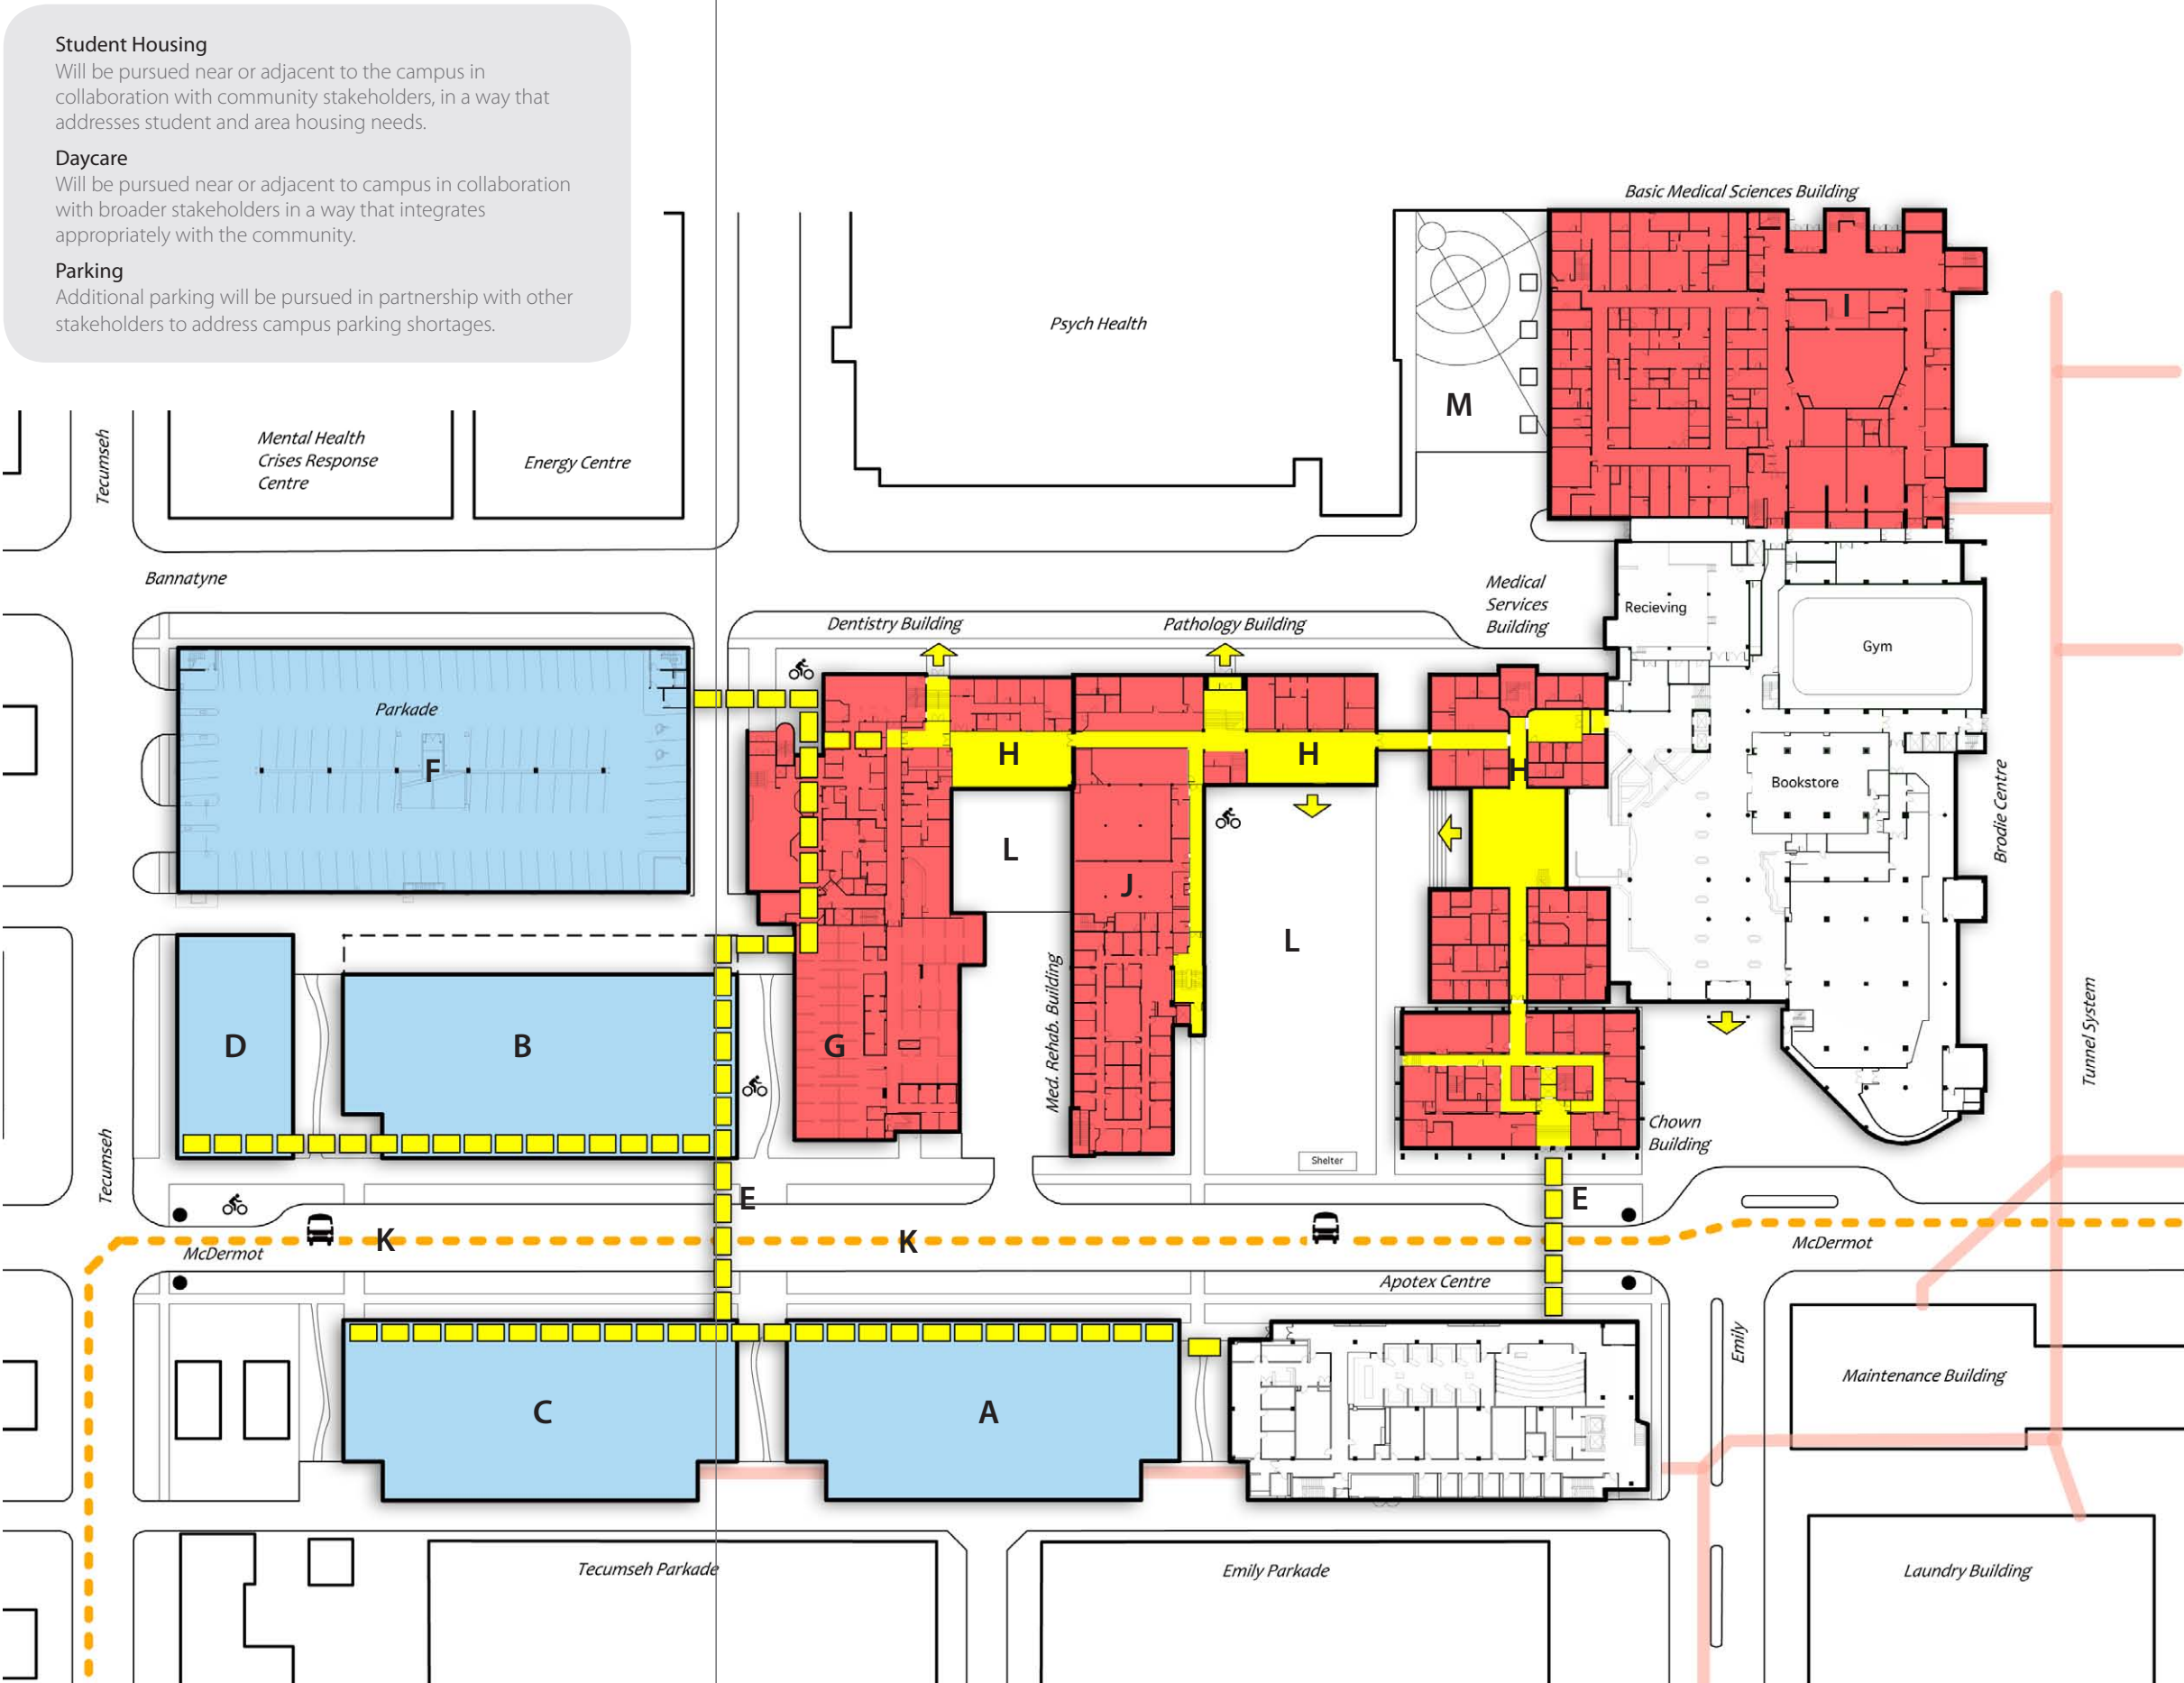 Student Housing
Will be pursued near or adjacent to the campus in
collaboration with community stakeholders, in a way that
addresses student and area housing needs.
Daycare
Will be pursued near or adjacent to campus in collaboration
with broader stakeholders in a way that integrates
appropriately with the community.
Parking
Additional parking will be pursued in partnership with other
stakeholders to address campus parking shortages.
Basic Medical Sciences Building
I
Psych Health
M
Tecumseh
Mental Health
Crises Response
Centre
Energy Centre
Bannatyne
Medical
Services
Building
Recieving
Gym
Dentistry Building
Pathology Building
Parkade
F
H
H
H
Bookstore
Brodie Centre
L
J
L
Med. Rehab. Building
Tunnel System
D
B
G
Chown
Building
Shelter
Tecumseh
E
E
K
K
McDermot
McDermot
Apotex Centre
Emily
Maintenance Building
C
A
Tecumseh Parkade
Emily Parkade
Laundry Building